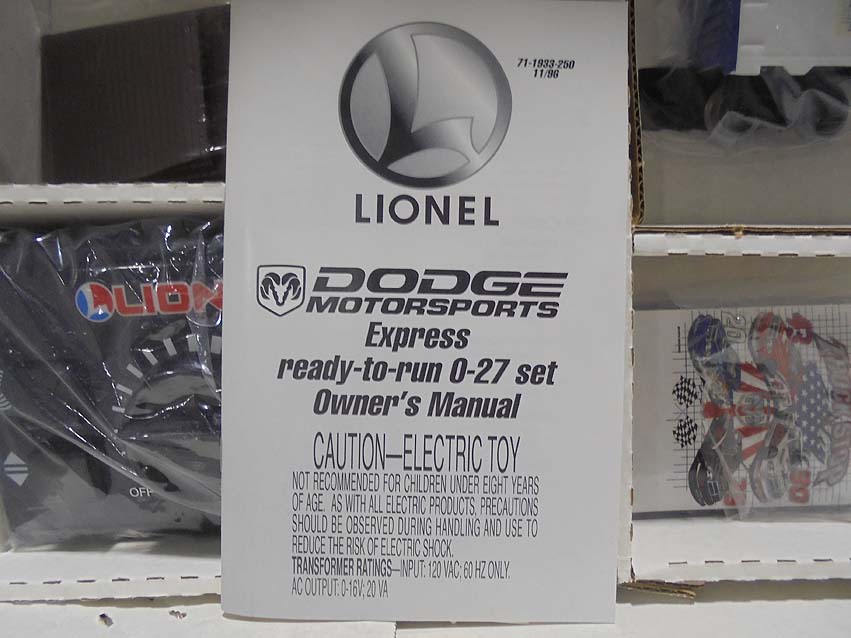 71-1933-250
11/96
LIONEL
DODGE
MOTORSPORTS
Express
ready-to-run 0-27 set
Owner's Manual
CAUTION—ELECTRIC TOY
NOT RECOMMENDED FOR CHILDREN UNDER EIGHT YEARS
OF AGE. AS WITH ALL ELECTRIC PRODUCTS, PRECAUTIONS
SHOULD BE OBSERVED DURING HANDLING AND USE TO
REDUCE THE RISK OF ELECTRIC SHOCK.
TRANSFORMER RATINGS—INPUT: 120 VAC; 60 HZ ONLY.
AC OUTPUT: 0-16V; 20 VA
LION
OFF